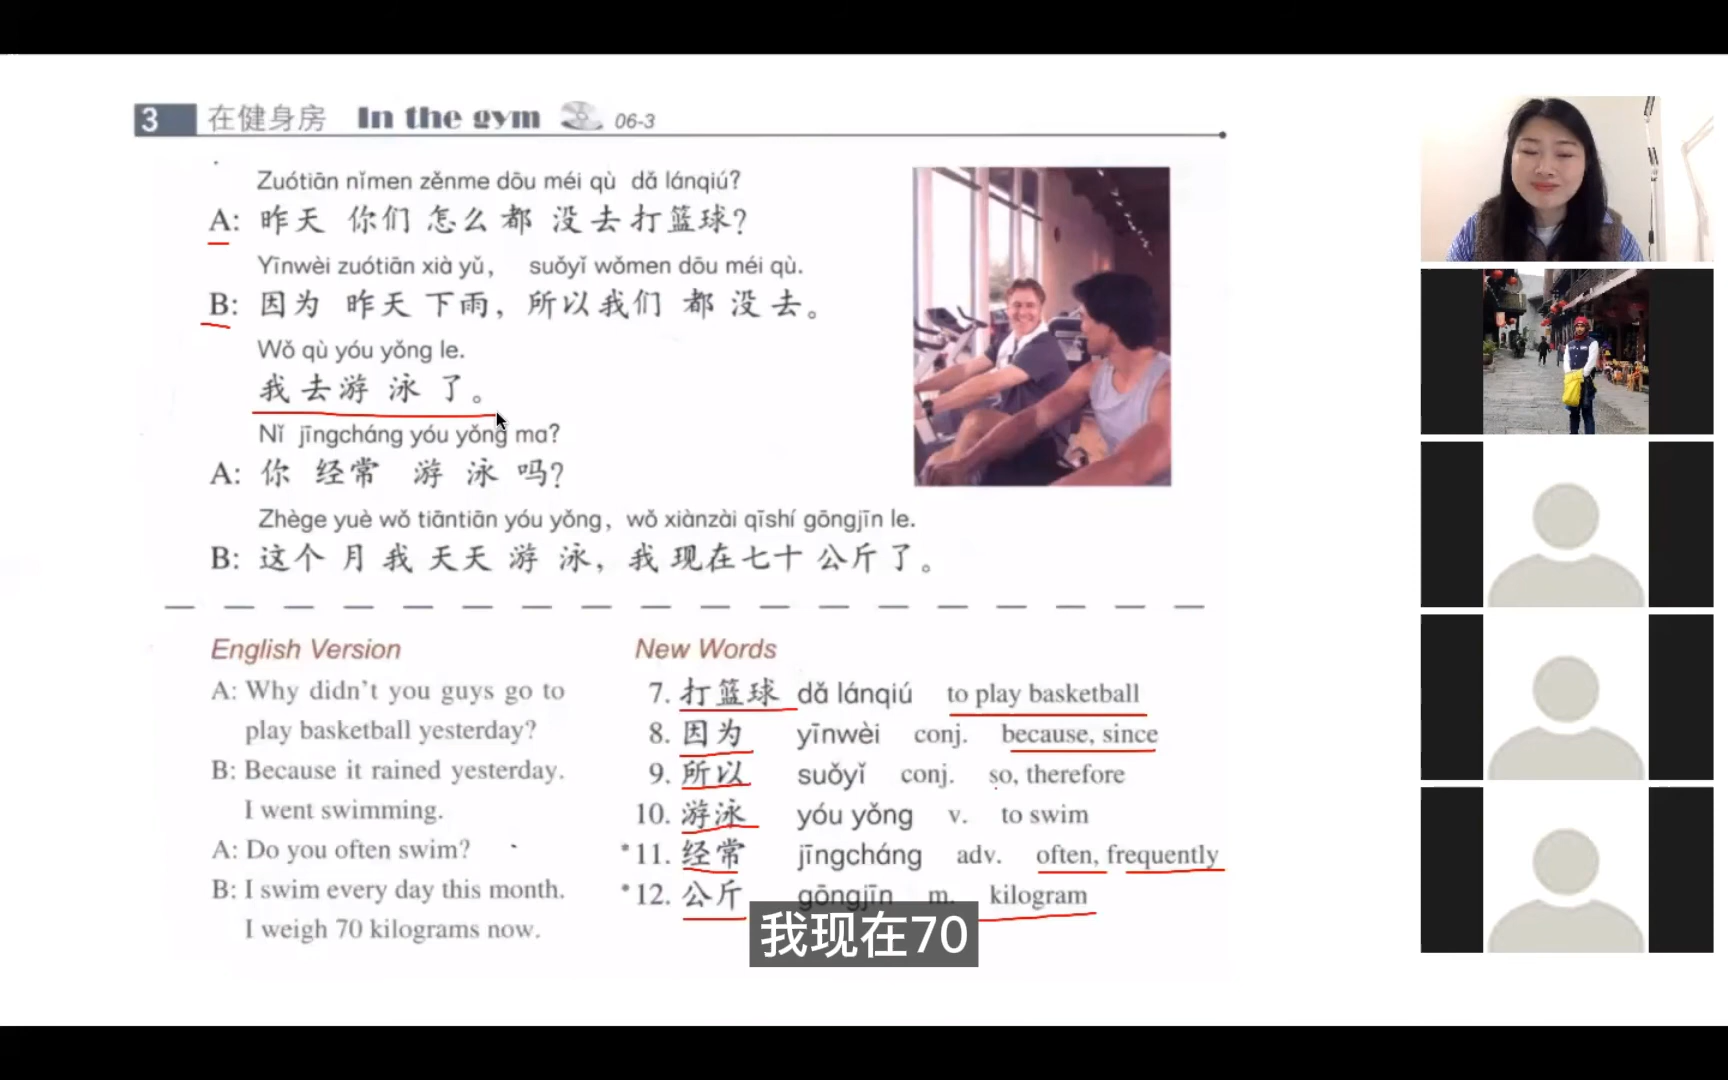 3 在健身房 In the gym 06-3
Zuótiān nǐmen zěnme dōu méi qù dǎ lánqiú?
A: 昨天 你们 怎么 都 没 去 打 篮球?
Yīnwèi zuótiān xià yǔ, suǒyǐ wǒmen dōu méi qù.
B: 因为 昨天 下雨, 所以 我们 都 没 去。
Wǒ qù yóu yǒng le.
我 去 游 泳 了。
Nǐ jīngcháng yóu yǒng ma?
A: 你 经常 游 泳 吗?
Zhège yuè wǒ tiāntiān yóu yǒng, wǒ xiànzài qīshí gōngjīn le.
B: 这个 月 我 天天 游 泳, 我 现在 七十 公斤 了。
English Version
A: Why didn't you guys go to
play basketball yesterday?
B: Because it rained yesterday.
I went swimming.
A: Do you often swim?
B: I swim every day this month.
I weigh 70 kilograms now.
New Words
7. 打篮球 dǎ lánqiú to play basketball
8. 因为 yīnwèi conj. because, since
9. 所以 suǒyǐ conj. so, therefore
10. 游泳 yóu yǒng v. to swim
*11. 经常 jīngcháng adv. often, frequently
*12. 公斤 gōngjīn m. kilogram
我现在70